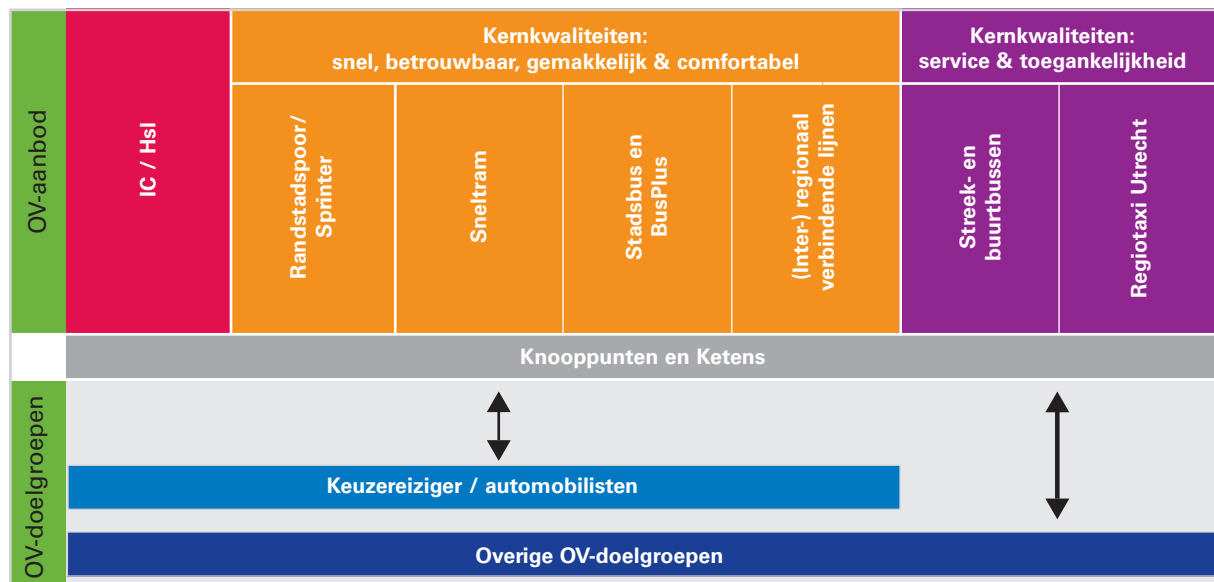 OV-aanbod
IC / Hsl
Kernkwaliteiten:
snel, betrouwbaar, gemakkelijk & comfortabel
Randstadspoor/
Sprinter
Sneltram
Stadsbus en
BusPlus
(Inter-) regionaal
verbindende lijnen
Kernkwaliteiten:
service & toegankelijkheid
Streek- en
buurtbussen
Regiotaxi Utrecht
Knooppunten en Ketens
OV-doelgroepen
Keuzereiziger / automobilisten
Overige OV-doelgroepen